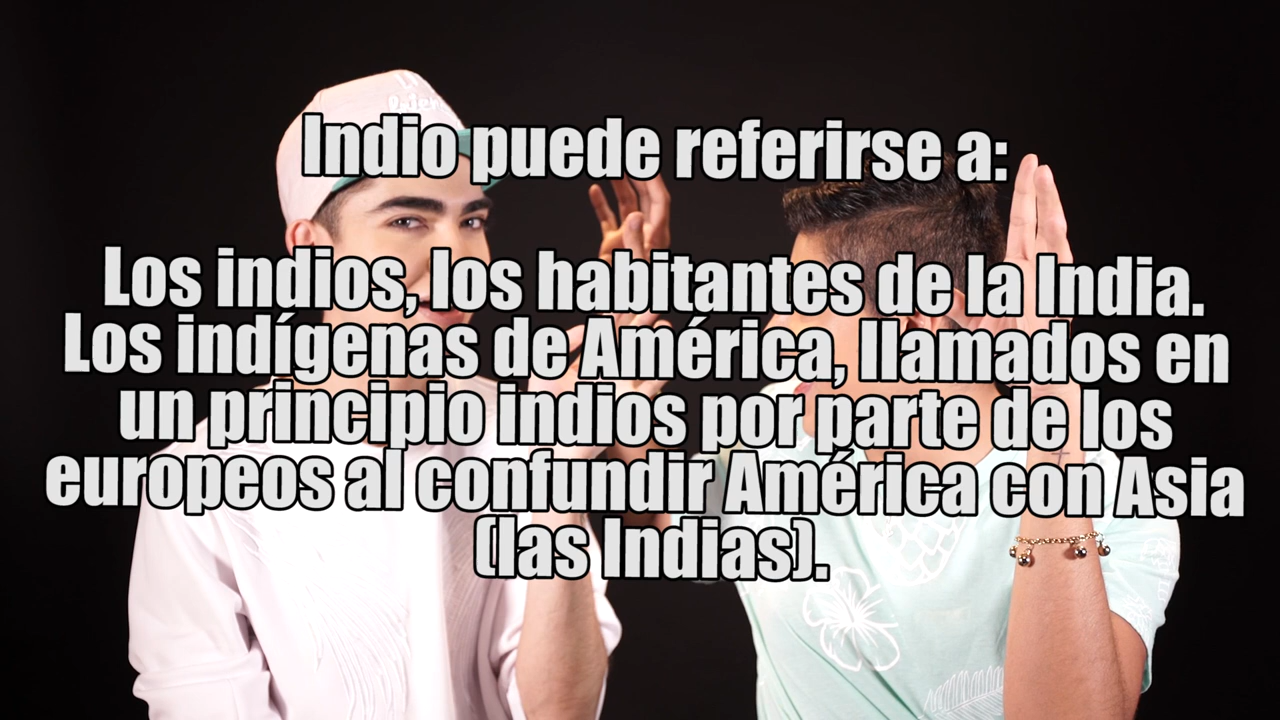 Indio puede referirse a:
Los indios, los habitantes de la India.
Los indígenas de América, llamados en
un principio indios por parte de los
europeos al confundir América con Asia
(las Indias).